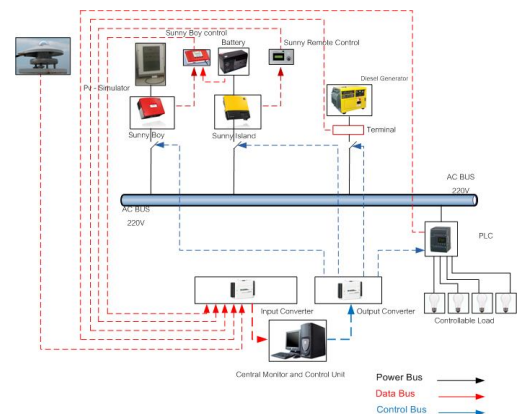 Sunny Boy control
Battery
Sunny Remote Control
Diesel Generator
Pv - Simulator
Sunny Boy
Sunny Island
Terminal
AC BUS
220V
AC BUS
220V
PLC
Input Converter
Output Converter
Controllable Load
Central Monitor and Control Unit
Power Bus
Data Bus
Control Bus